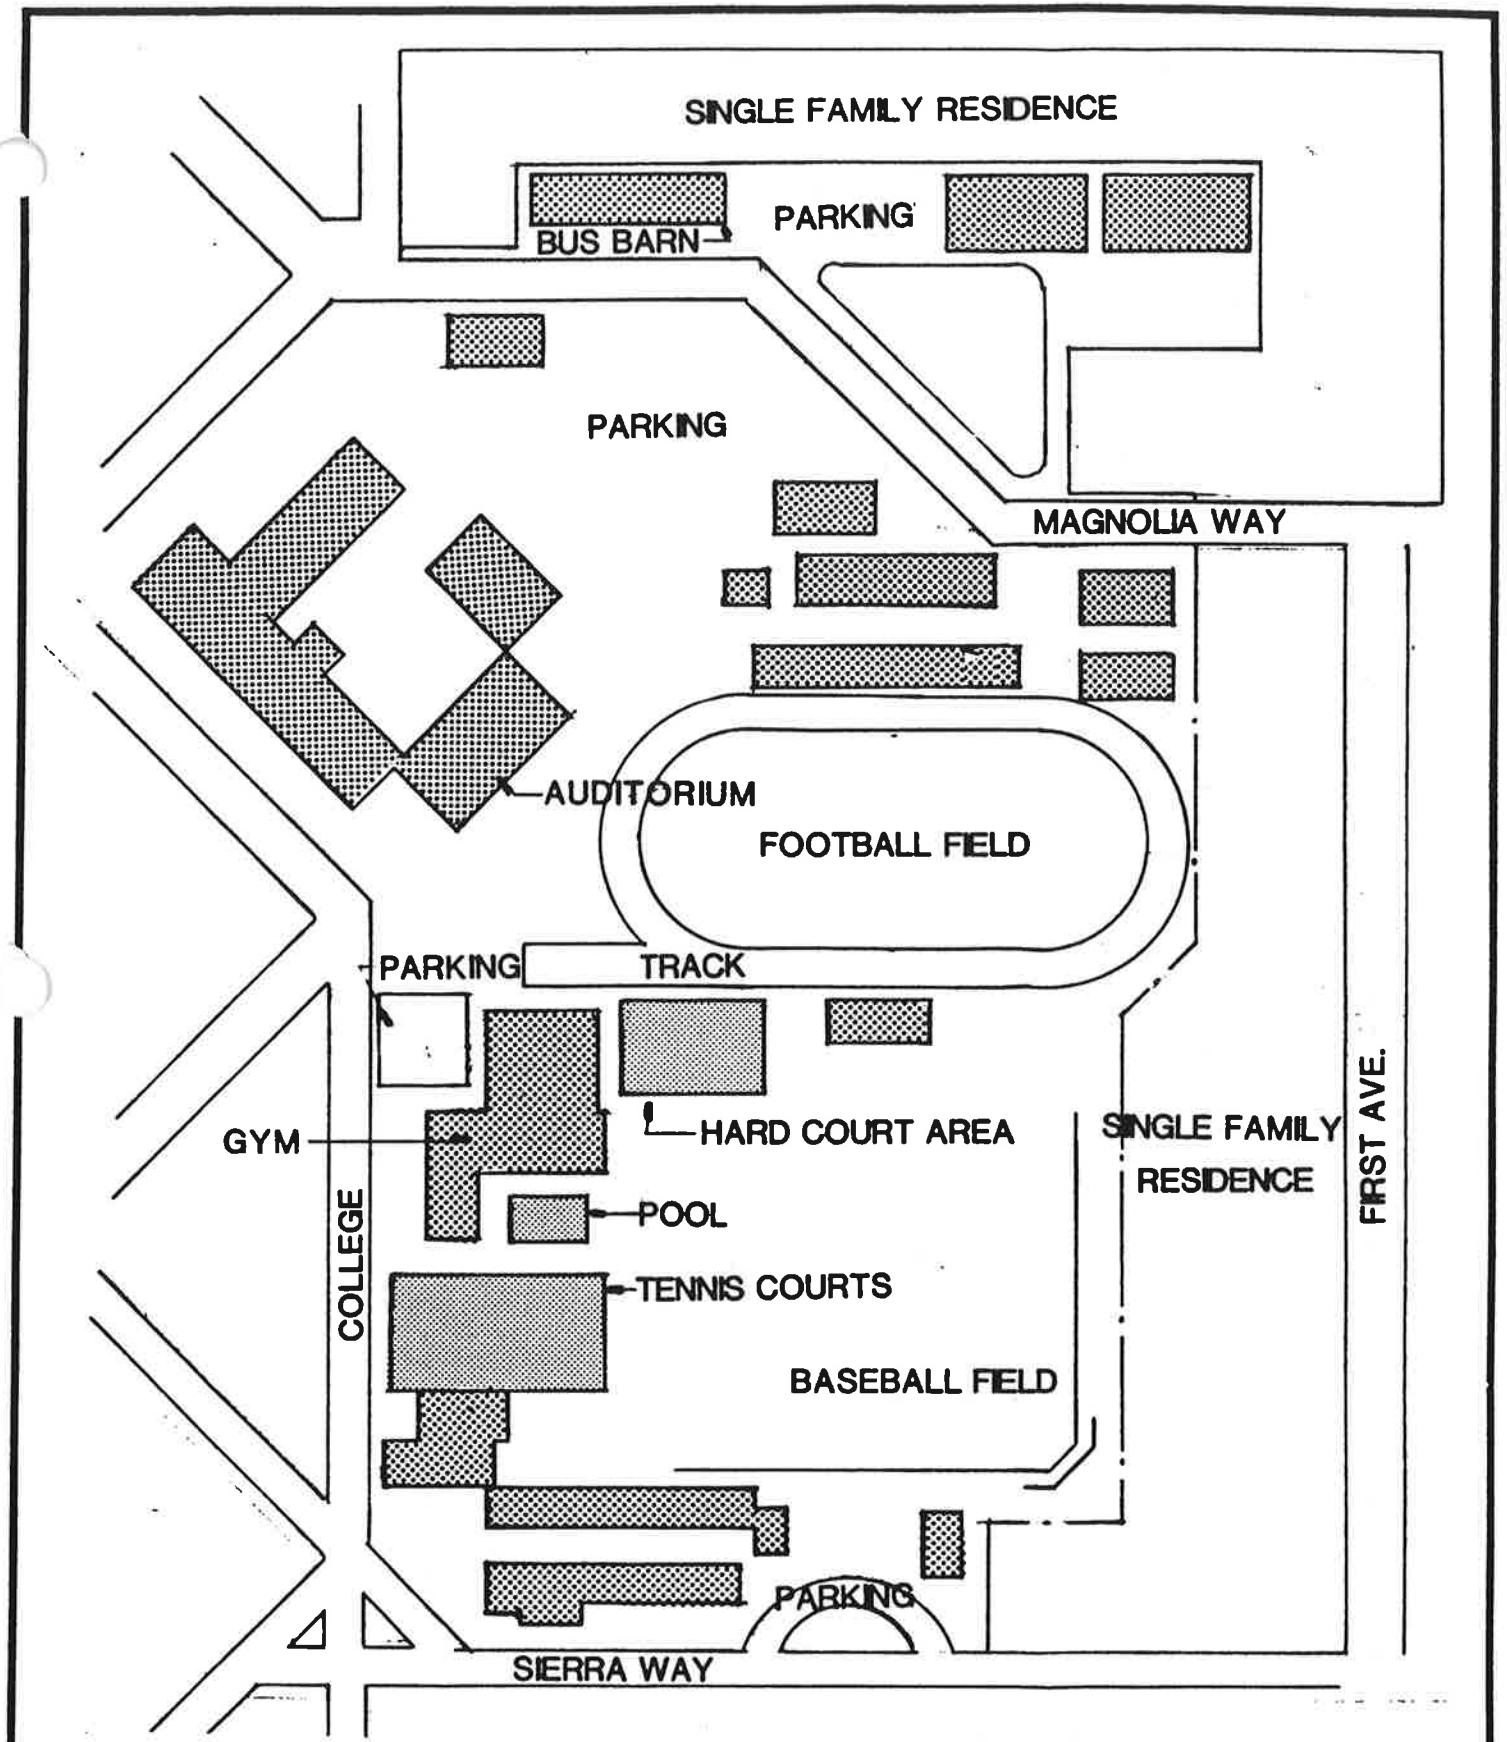 SINGLE FAMILY RESIDENCE
PARKING
BUS BARN
PARKING
MAGNOLIA WAY
AUDITORIUM
FOOTBALL FIELD
PARKING
TRACK
GYM
HARD COURT AREA
SINGLE FAMILY
RESIDENCE
FIRST AVE.
POOL
COLLEGE
TENNIS COURTS
BASEBALL FIELD
PARKING
SIERRA WAY